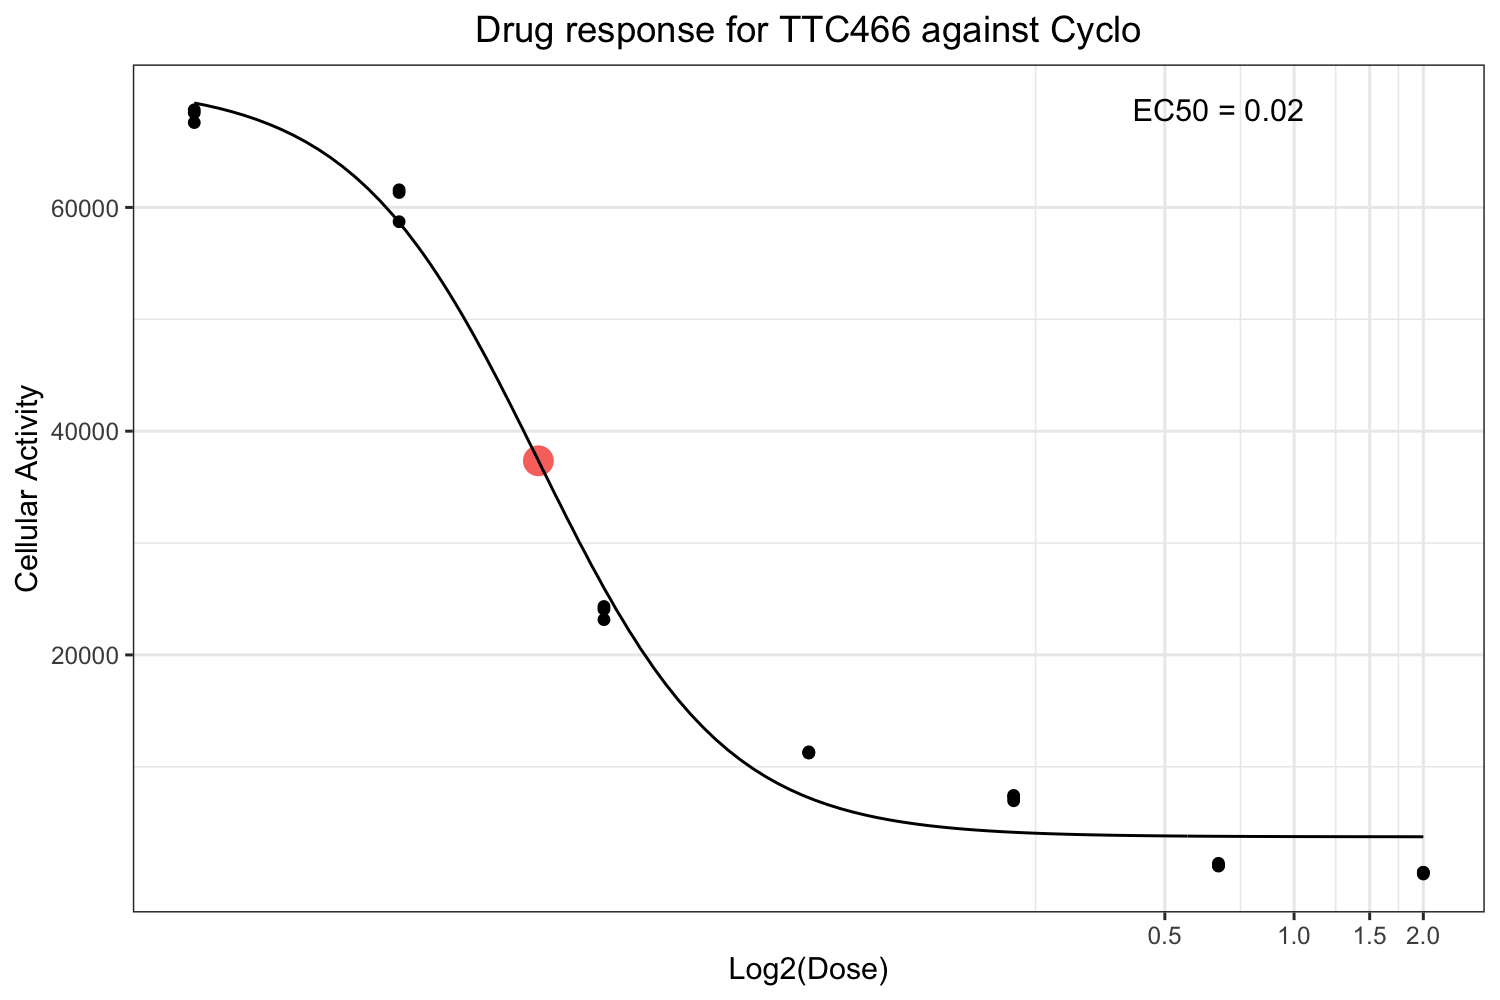 Drug response for TTC466 against Cyclo
EC50 = 0.02
60000
40000
20000
Cellular Activity
0.5 1.0 1.5 2.0
Log2(Dose)